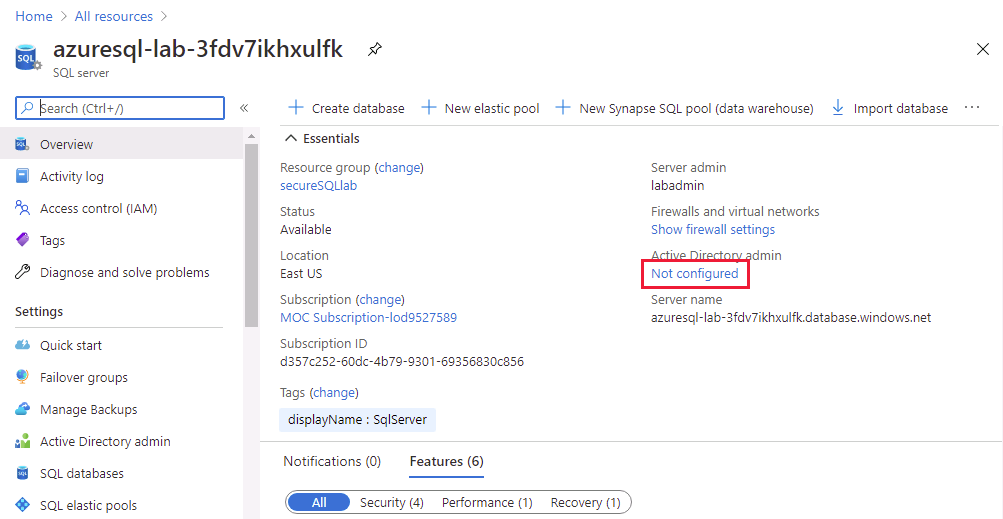 Home > All resources >
azuresql-lab-3fdv7ikhxulfk
SQL server
Search (Ctrl+/)
«
Create database
New elastic pool
New Synapse SQL pool (data warehouse)
Import database
...
Overview
Activity log
Access control (IAM)
Tags
Diagnose and solve problems
Settings
Quick start
Failover groups
Manage Backups
Active Directory admin
SQL databases
SQL elastic pools
Essentials
Resource group (change)
secureSQLlab
Status
Available
Location
East US
Subscription (change)
MOC Subscription-lod9527589
Subscription ID
d357c252-60dc-4b79-9301-69356830c856
Tags (change)
displayName : SqlServer
Server admin
labadmin
Firewalls and virtual networks
Show firewall settings
Active Directory admin
Not configured
Server name
azuresql-lab-3fdv7ikhxulfk.database.windows.net
Notifications (0)
Features (6)
All
Security (4)
Performance (1)
Recovery (1)